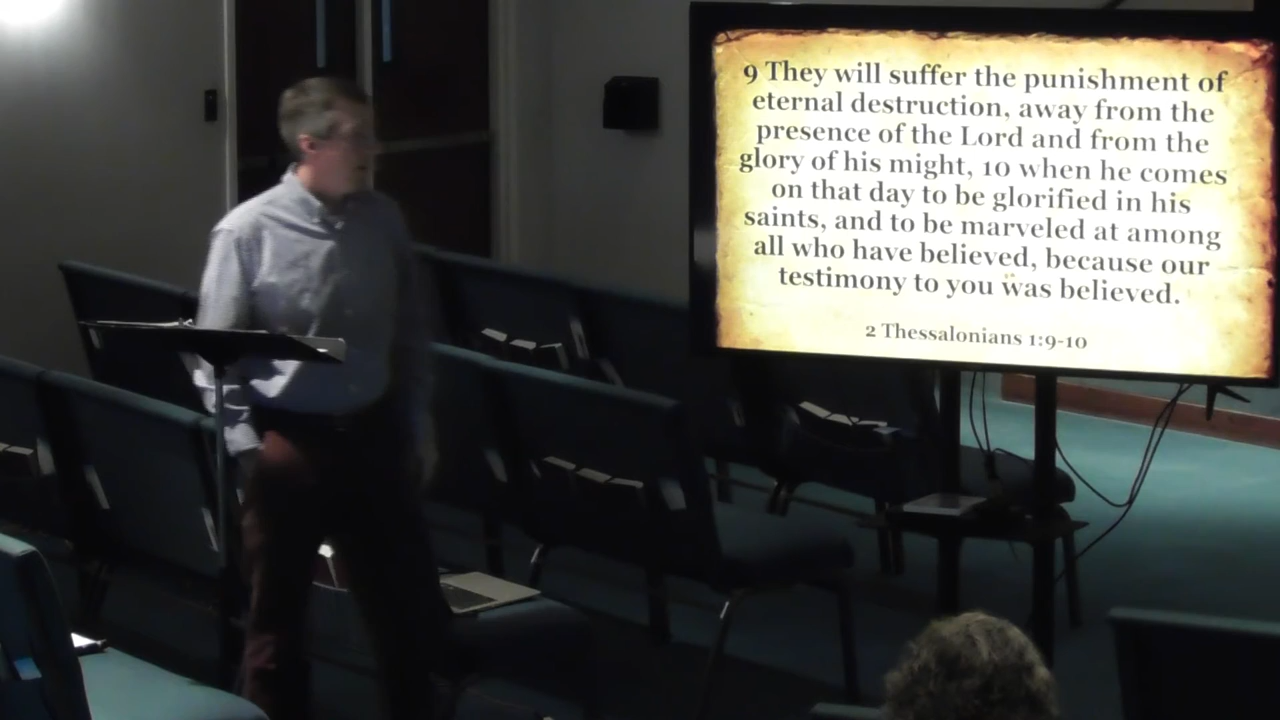 9 They will suffer the punishment of
eternal destruction, away from the
presence of the Lord and from the
glory of his might, 10 when he comes
on that day to be glorified in his
saints, and to be marveled at among
all who have believed, because our
testimony to you was believed.
2 Thessalonians 1:9-10